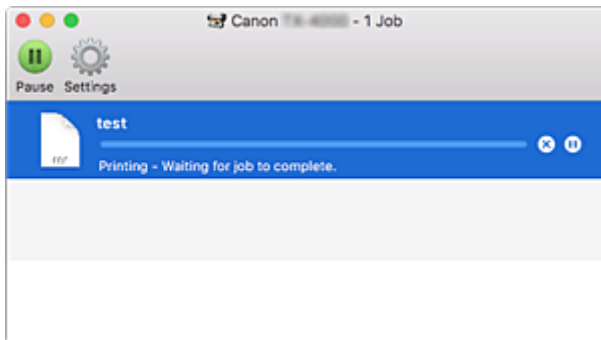 Canon - 1 Job
Pause Settings
test
Printing - Waiting for job to complete.